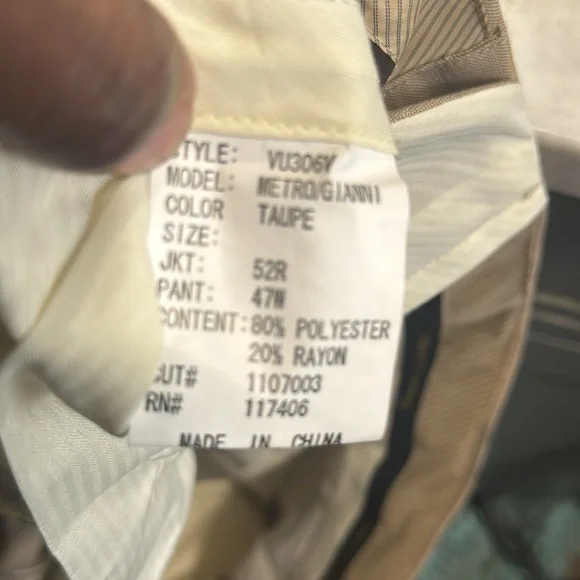 STYLE: VU306Y
MODEL: METRO/GIANNI
COLOR TAUPE
SIZE:
JKT: 52R
PANT: 47W
CONTENT: 80% POLYESTER
20% RAYON
CUT# 1107003
RN# 117406
MADE IN CHINA